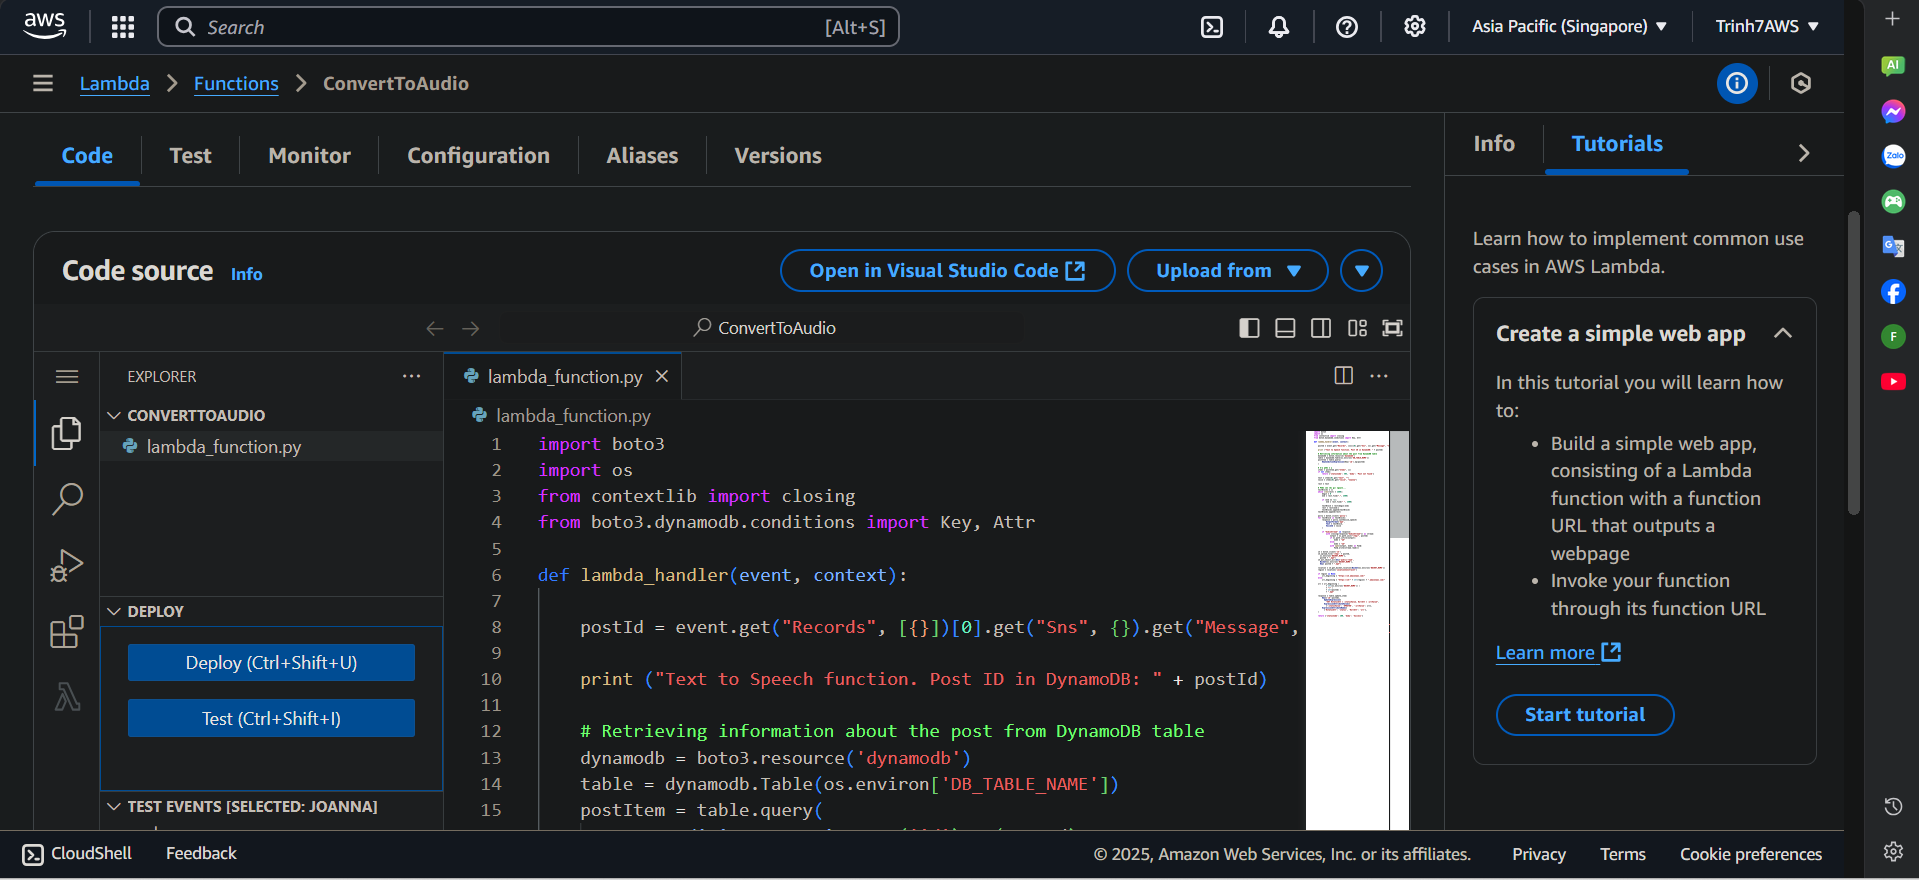 aws
Search [Alt+S]
Asia Pacific (Singapore)
Trinh7AWS
Lambda
Functions
ConvertToAudio
Code
Test
Monitor
Configuration
Aliases
Versions
Code source Info
Open in Visual Studio Code
Upload from
ConvertToAudio
EXPLORER
CONVERTTOAUDIO
lambda_function.py
DEPLOY
Deploy (Ctrl+Shift+U)
Test (Ctrl+Shift+I)
TEST EVENTS [SELECTED: JOANNA]
lambda_function.py
lambda_function.py
1 import boto3
2 import os
3 from contextlib import closing
4 from boto3.dynamodb.conditions import Key, Attr
5
6 def lambda_handler(event, context):
7
8 postId = event.get("Records", [{}])[0].get("Sns", {}).get("Message",
9
10 print ("Text to Speech function. Post ID in DynamoDB: " + postId)
11
12 # Retrieving information about the post from DynamoDB table
13 dynamodb = boto3.resource('dynamodb')
14 table = dynamodb.Table(os.environ['DB_TABLE_NAME'])
15 postItem = table.query(
Info
Tutorials
Learn how to implement common use
cases in AWS Lambda.
Create a simple web app
In this tutorial you will learn how
to:
• Build a simple web app,
consisting of a Lambda
function with a function
URL that outputs a
webpage
• Invoke your function
through its function URL
Learn more
Start tutorial
AI
Zalo
G
F
CloudShell
Feedback
© 2025, Amazon Web Services, Inc. or its affiliates.
Privacy
Terms
Cookie preferences